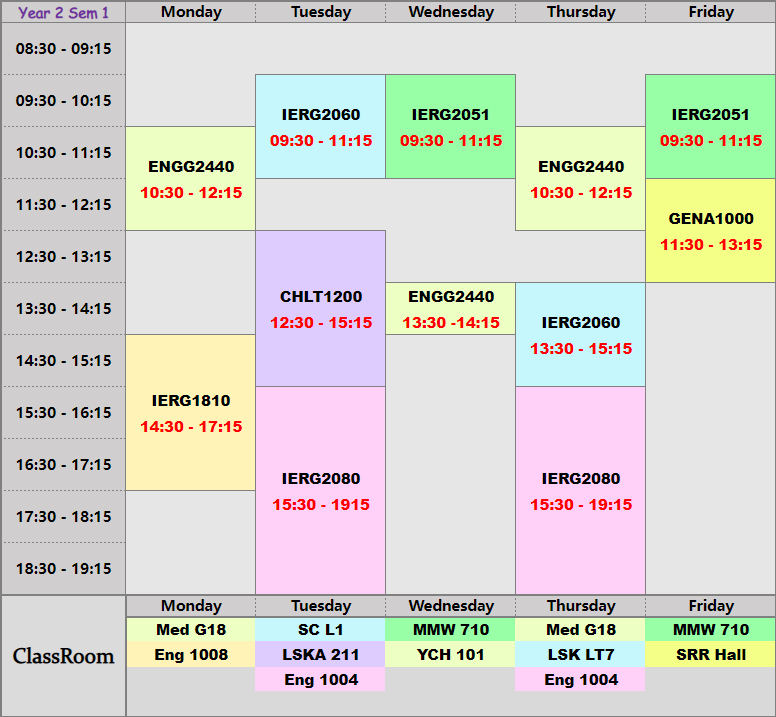 Year 2 Sem 1 Monday Tuesday Wednesday Thursday Friday
08:30 - 09:15
09:30 - 10:15
IERG2060 IERG2051 IERG2051
09:30 - 11:15 09:30 - 11:15 09:30 - 11:15
10:30 - 11:15
ENGG2440 ENGG2440
10:30 - 12:15 10:30 - 12:15
11:30 - 12:15
GENA1000
11:30 - 13:15
12:30 - 13:15
CHLT1200 ENGG2440
12:30 - 15:15 13:30 -14:15
13:30 - 14:15
IERG2060
13:30 - 15:15
14:30 - 15:15
IERG1810
14:30 - 17:15
15:30 - 16:15
16:30 - 17:15
IERG2080 IERG2080
15:30 - 1915 15:30 - 19:15
17:30 - 18:15
18:30 - 19:15
Monday Tuesday Wednesday Thursday Friday
ClassRoom
Med G18 SC L1 MMW 710 Med G18 MMW 710
Eng 1008 LSKA 211 YCH 101 LSK LT7 SRR Hall
Eng 1004 Eng 1004